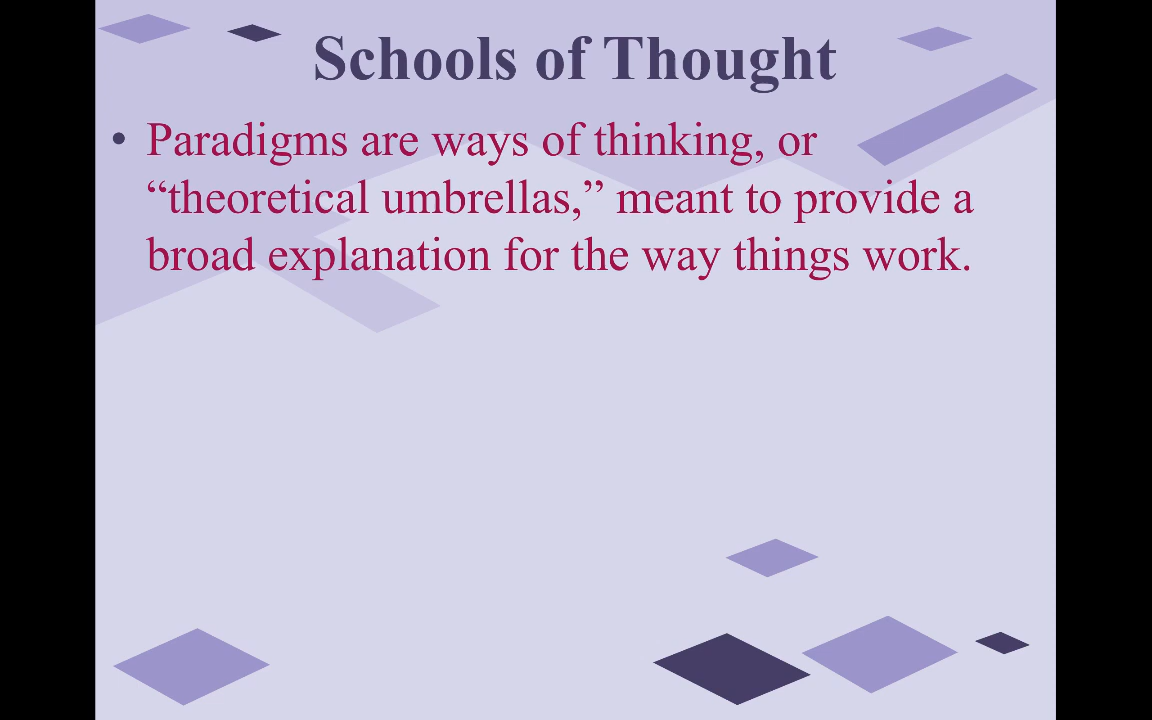 Schools of Thought
• Paradigms are ways of thinking, or
“theoretical umbrellas,” meant to provide a
broad explanation for the way things work.